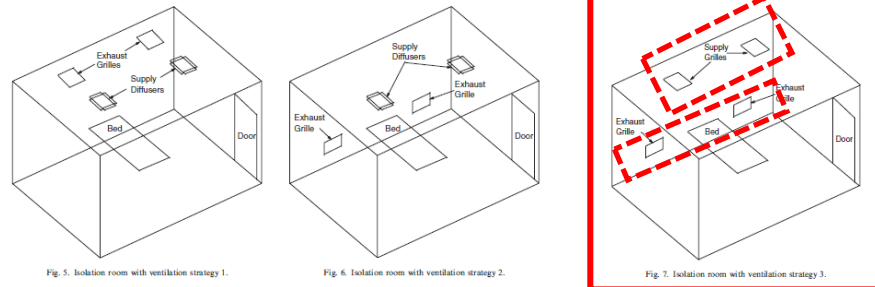 Exhaust
Grilles
Supply
Diffusers
Bed
Door
Fig. 5. Isolation room with ventilation strategy 1.
Supply
Diffusers
Exhaust
Grille
Exhaust
Grille
Bed
Door
Fig. 6. Isolation room with ventilation strategy 2.
Supply
Grilles
Exhaust
Grille
Exhaust
Grille
Bed
Door
Fig. 7. Isolation room with ventilation strategy 3.